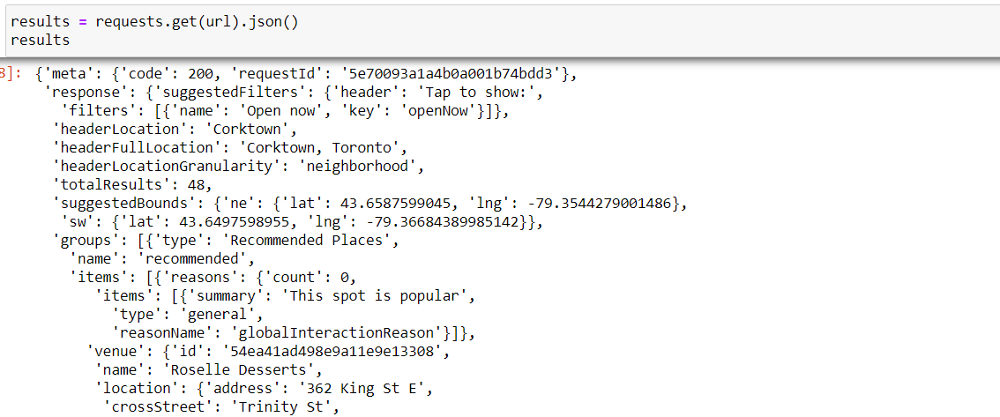 results = requests.get(url).json()
results
8]: {'meta': {'code': 200, 'requestId': '5e70093a1a4b0a001b74bdd3'},
'response': {'suggestedFilters': {'header': 'Tap to show:',
'filters': [{'name': 'Open now', 'key': 'openNow'}]},
'headerLocation': 'Corktown',
'headerFullLocation': 'Corktown, Toronto',
'headerLocationGranularity': 'neighborhood',
'totalResults': 48,
'suggestedBounds': {'ne': {'lat': 43.6587599045, 'lng': -79.3544279001486},
'sw': {'lat': 43.6497598955, 'lng': -79.36684389985142}},
'groups': [{'type': 'Recommended Places',
'name': 'recommended',
'items': [{'reasons': {'count': 0,
'items': [{'summary': 'This spot is popular',
'type': 'general',
'reasonName': 'globalInteractionReason'}]},
'venue': {'id': '54ea41ad498e9a11e9e13308',
'name': 'Roselle Desserts',
'location': {'address': '362 King St E',
'crossStreet': 'Trinity St',